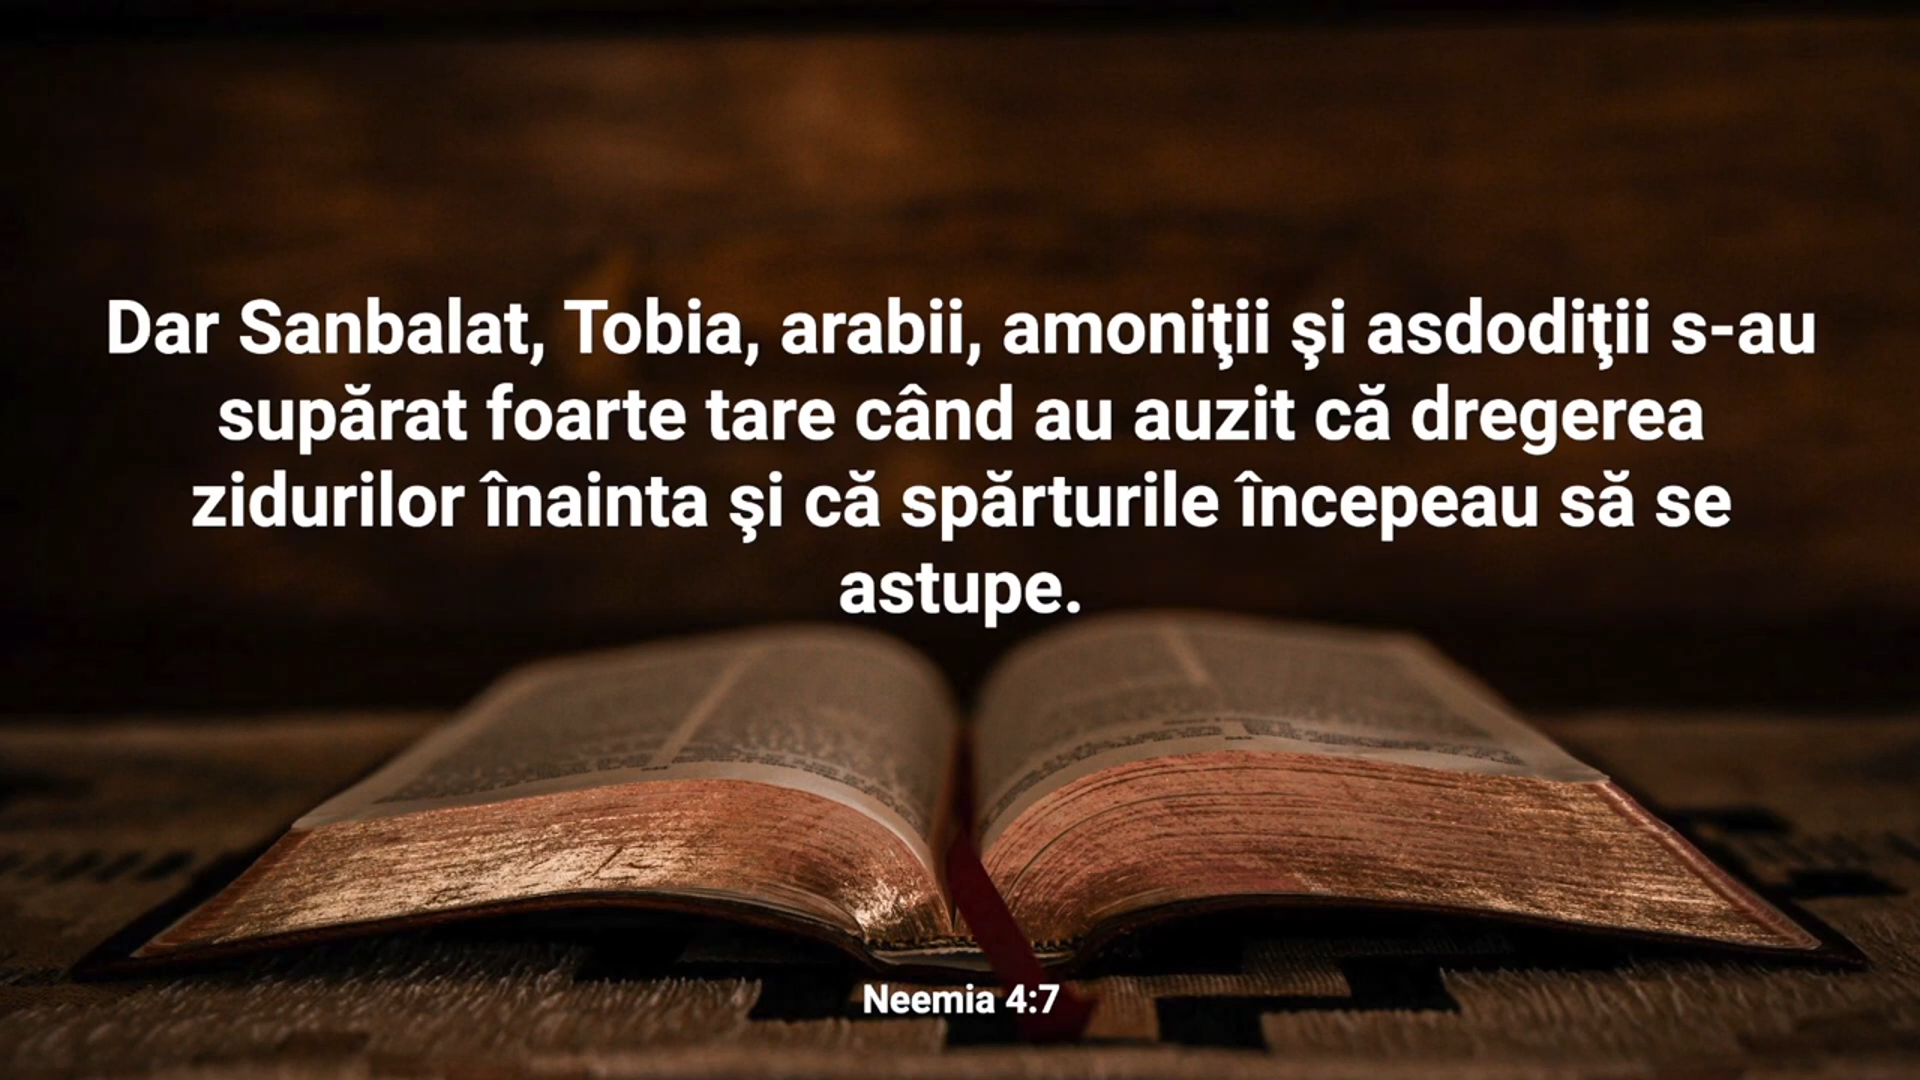 Dar Sanbalat, Tobia, arabii, amoniţii şi asdodiţii s-au
supărat foarte tare când au auzit că dregerea
zidurilor înainta şi că spărturile începeau să se
astupe.
Neemia 4:7